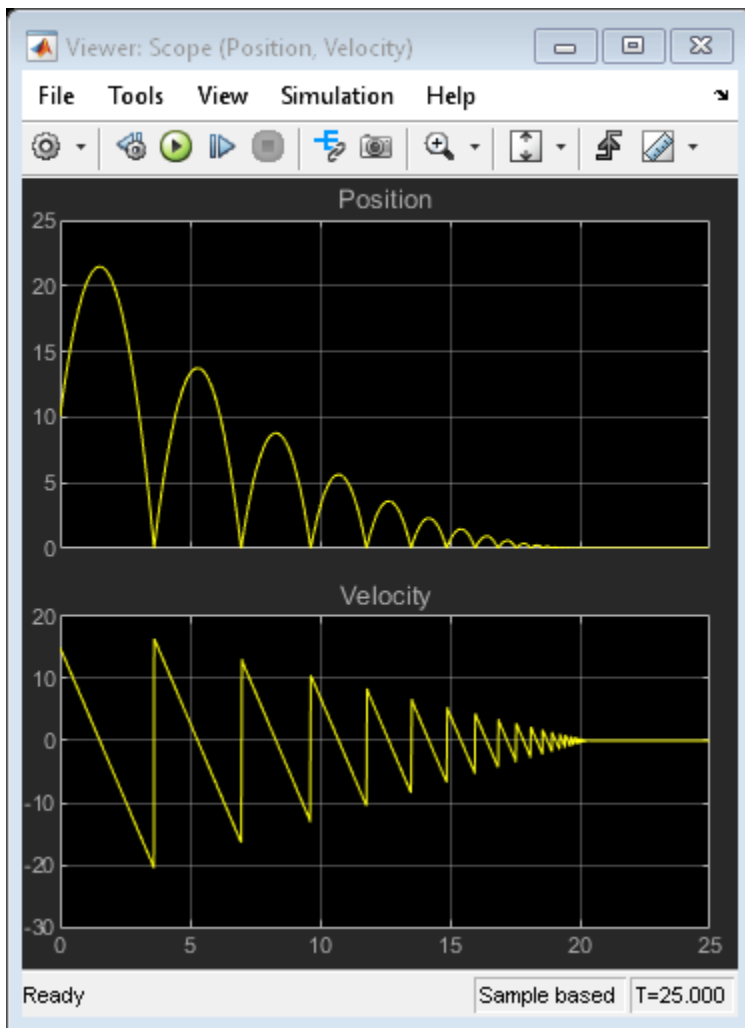 Viewer: Scope (Position, Velocity)
File Tools View Simulation Help
Position
25
20
15
10
5
0
Velocity
20
10
0
-10
-20
-30
0 5 10 15 20 25
Ready Sample based T=25.000